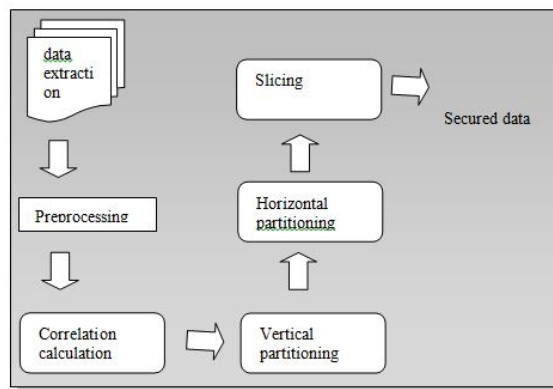 data
extracti
on
Preprocessing
Correlation
calculation
Vertical
partitioning
Horizontal
partitioning
Slicing
Secured data